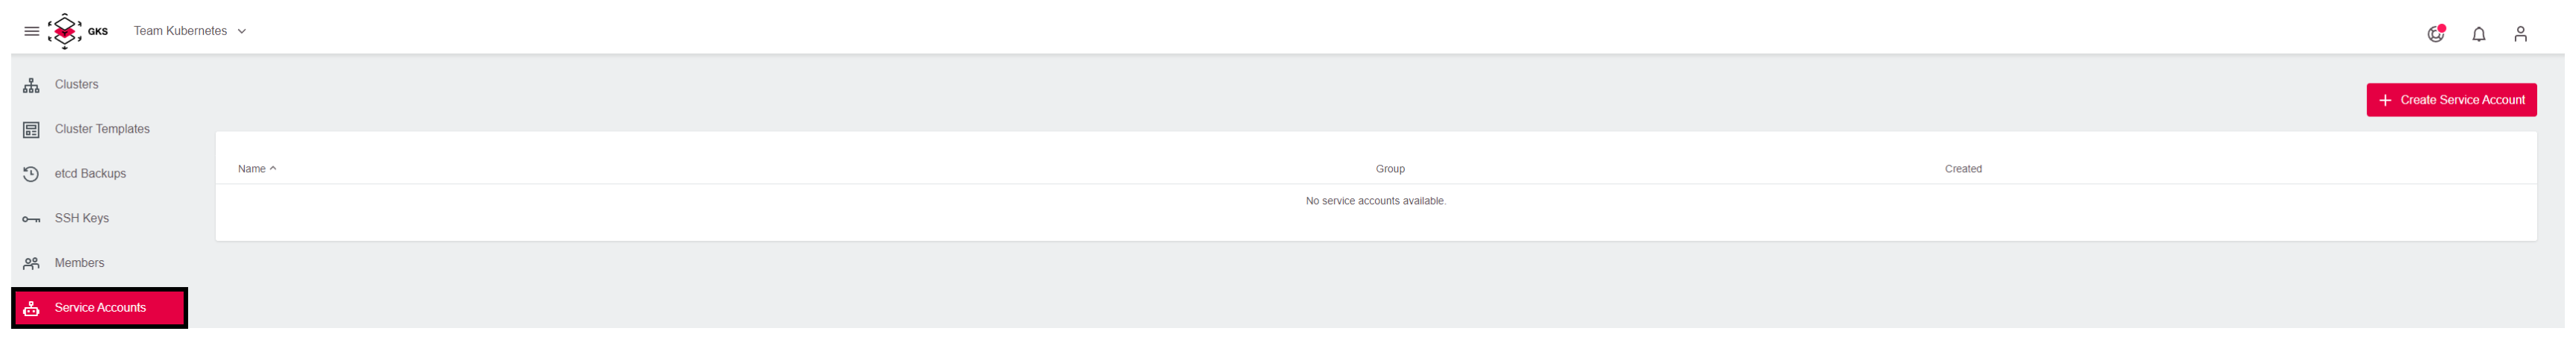 GKS Team Kubernetes
Clusters
Create Service Account
Cluster Templates
Name Group Created
etcd Backups
No service accounts available.
SSH Keys
Members
Service Accounts